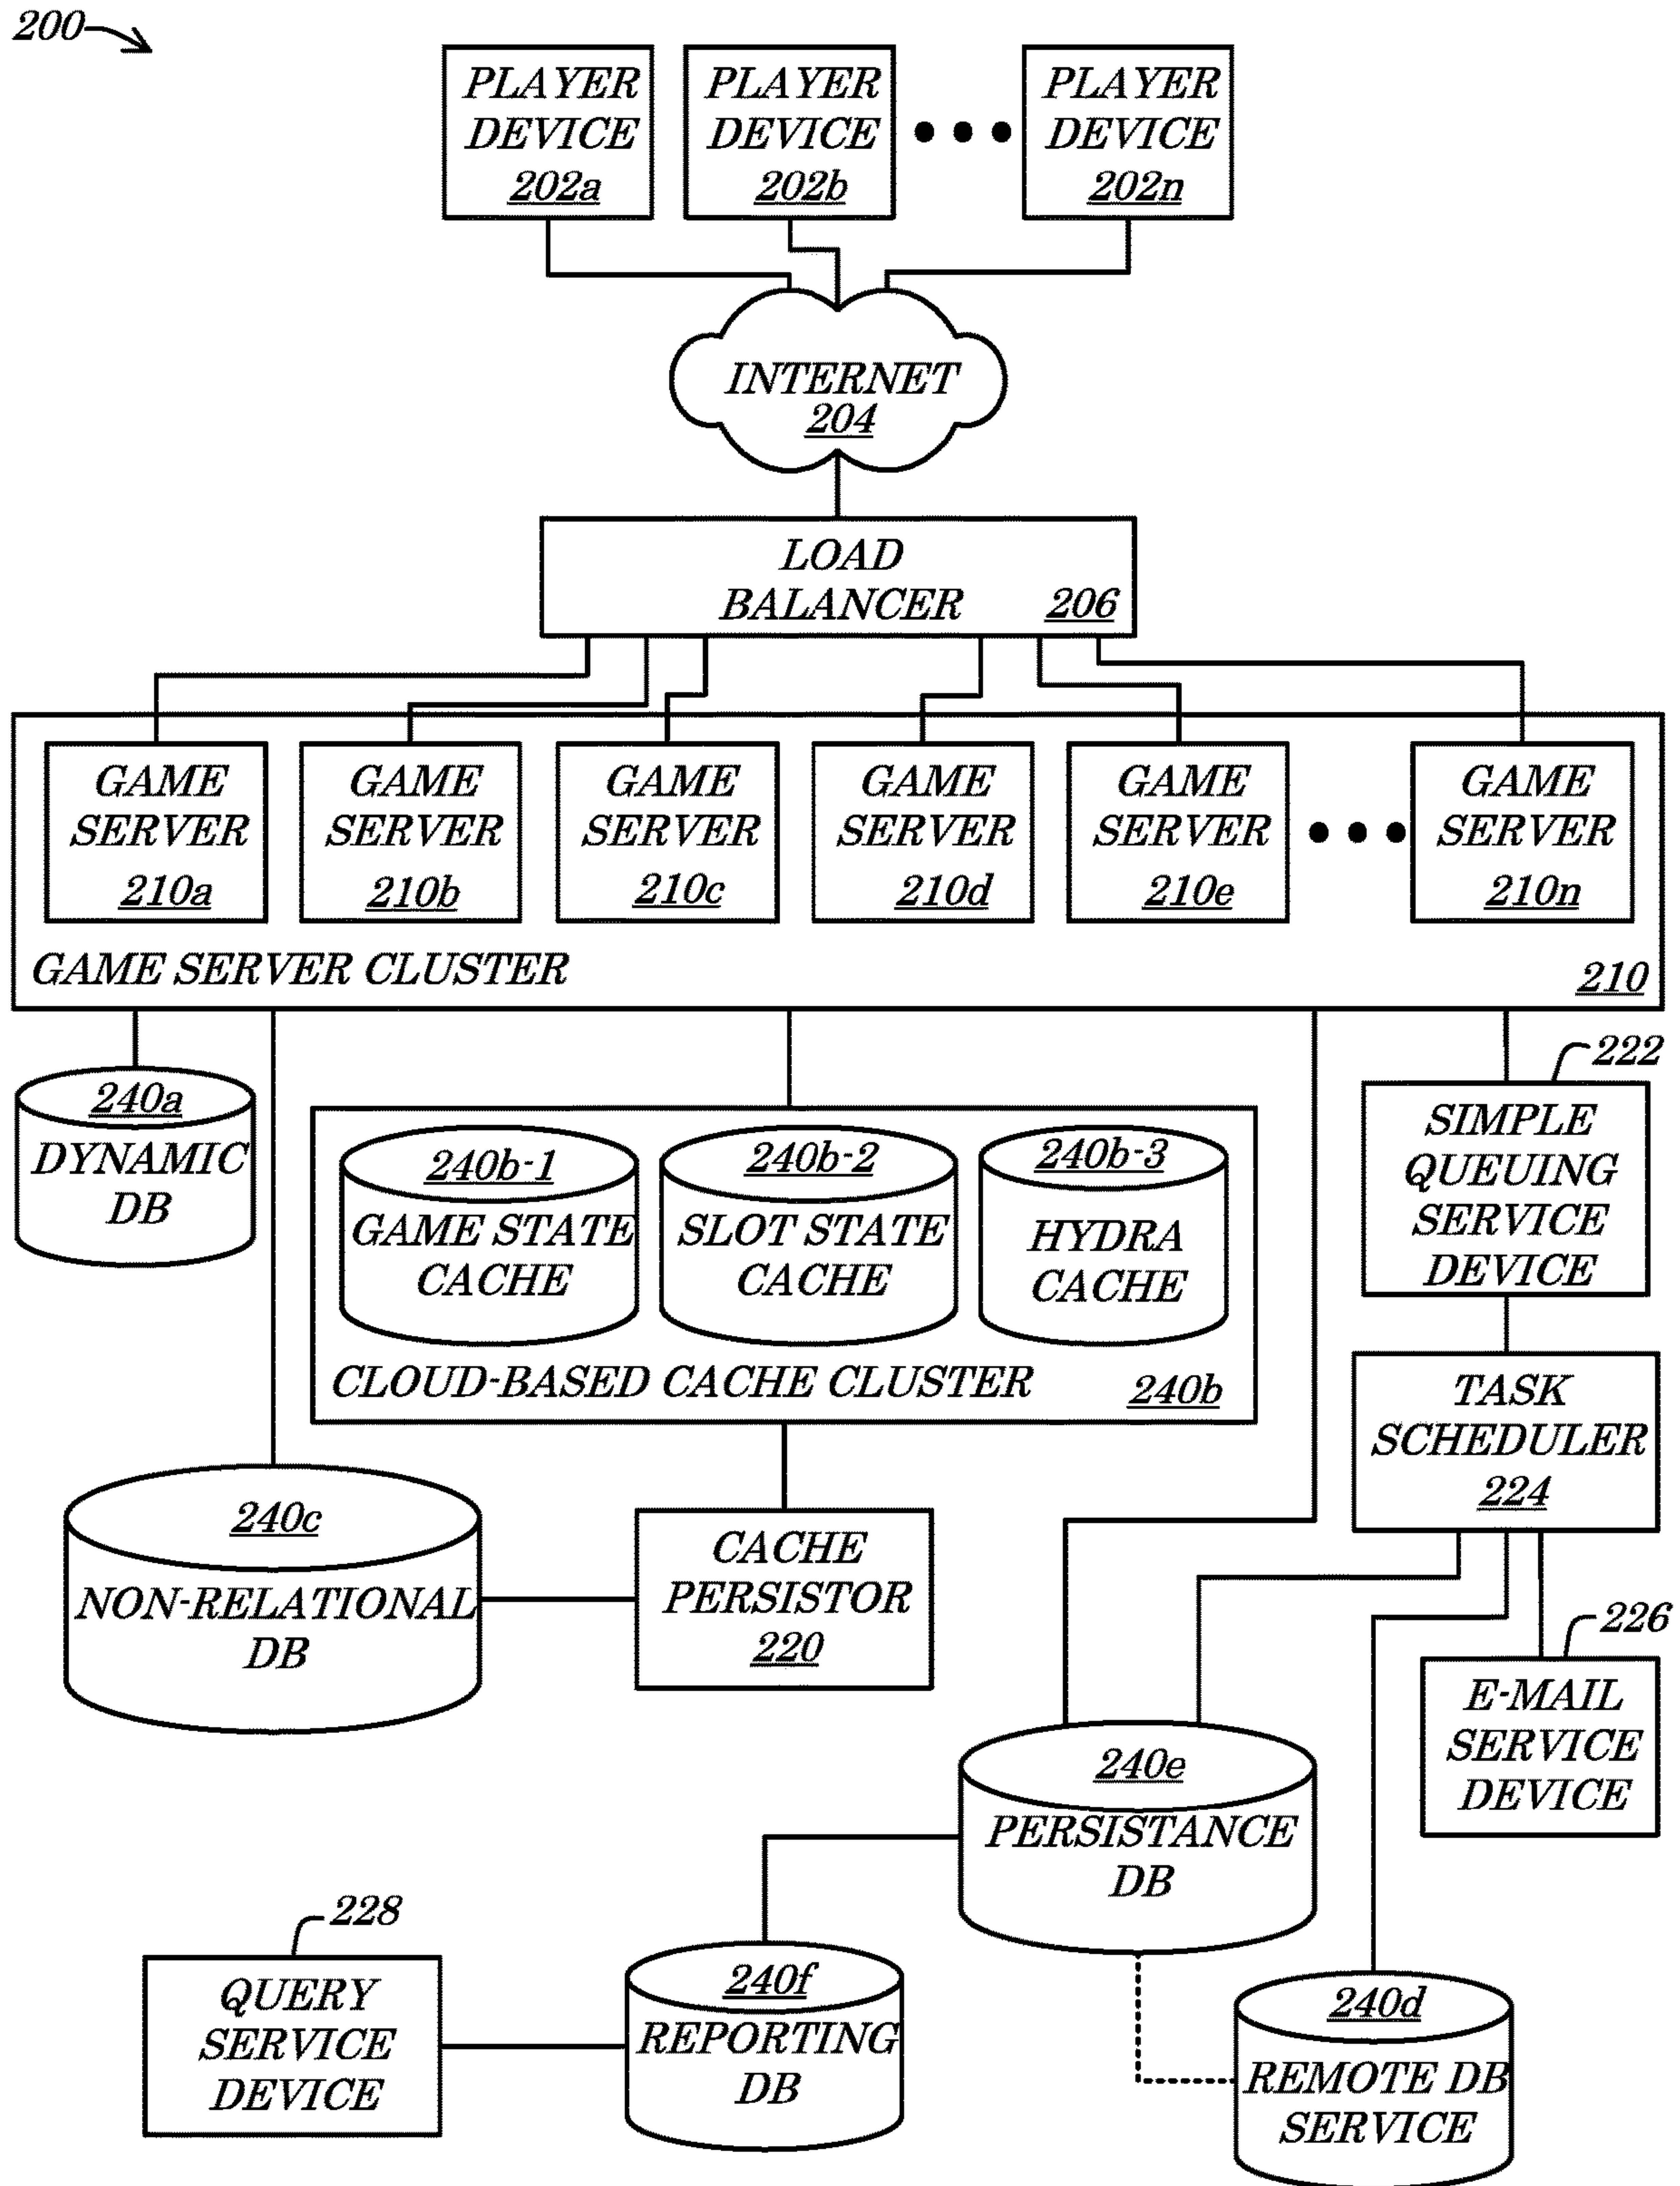 200
PLAYER
DEVICE
202a
PLAYER
DEVICE
202b
PLAYER
DEVICE
202n
INTERNET
204
LOAD
BALANCER
206
GAME
SERVER
210a
GAME
SERVER
210b
GAME
SERVER
210c
GAME
SERVER
210d
GAME
SERVER
210e
GAME
SERVER
210n
GAME SERVER CLUSTER
210
240a
DYNAMIC
DB
240b-1
GAME STATE
CACHE
240b-2
SLOT STATE
CACHE
240b-3
HYDRA
CACHE
CLOUD-BASED CACHE CLUSTER
240b
222
SIMPLE
QUEUING
SERVICE
DEVICE
TASK
SCHEDULER
224
240c
NON-RELATIONAL
DB
CACHE
PERSISTOR
220
226
E-MAIL
SERVICE
DEVICE
240e
PERSISTANCE
DB
228
QUERY
SERVICE
DEVICE
240f
REPORTING
DB
240d
REMOTE DB
SERVICE